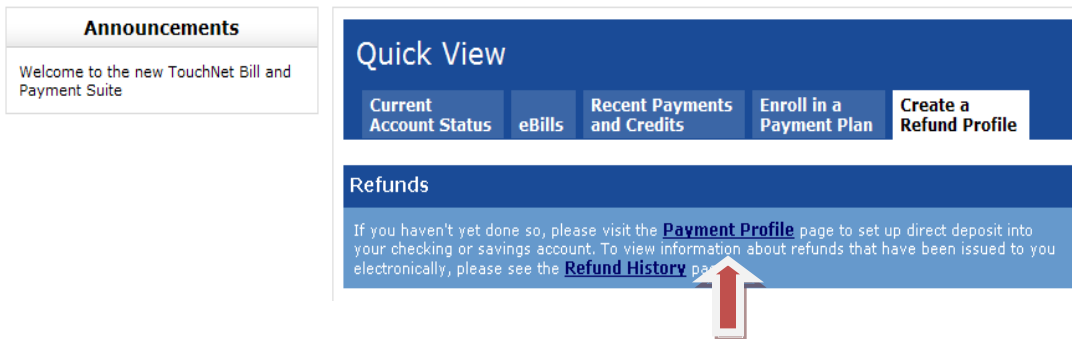 Announcements
Welcome to the new TouchNet Bill and
Payment Suite
Quick View
Current
Account Status
eBills
Recent Payments
and Credits
Enroll in a
Payment Plan
Create a
Refund Profile
Refunds
If you haven't yet done so, please visit the Payment Profile page to set up direct deposit into
your checking or savings account. To view information about refunds that have been issued to you
electronically, please see the Refund History